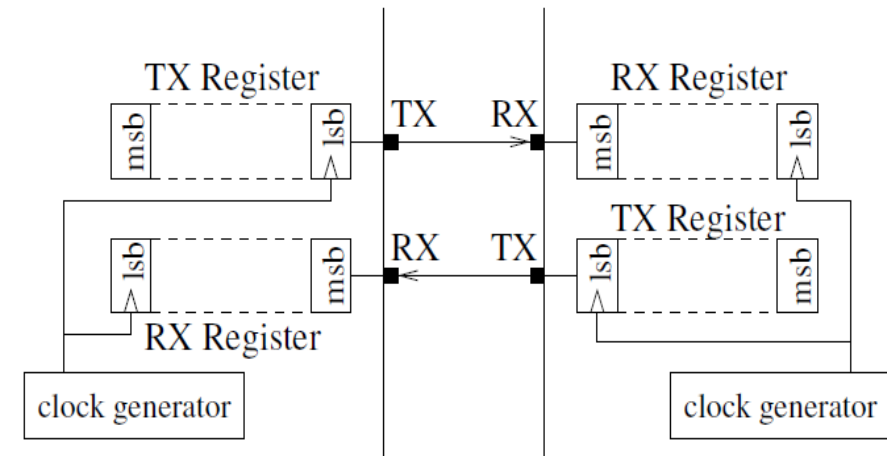 TX Register
RX Register
msb
lsb
TX
RX
msb
lsb
TX Register
lsb
msb
RX
TX
lsb
msb
RX Register
clock generator
clock generator